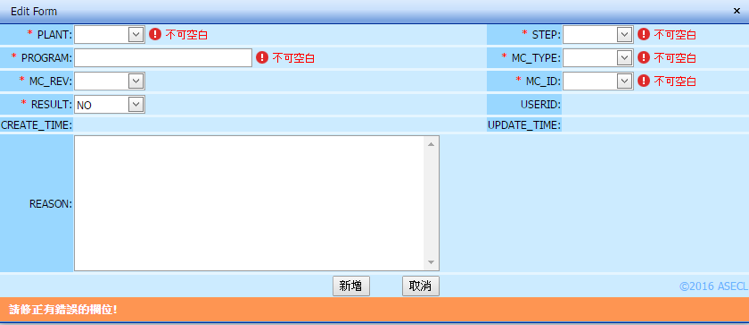 Edit Form
* PLANT: 不可空白 * STEP: 不可空白
* PROGRAM: 不可空白 * MC_TYPE: 不可空白
* MC_REV: * MC_ID: 不可空白
* RESULT: NO USERID:
CREATE_TIME: UPDATE_TIME:
REASON:
新增 取消 ©2016 ASECL
請修正有錯誤的欄位!